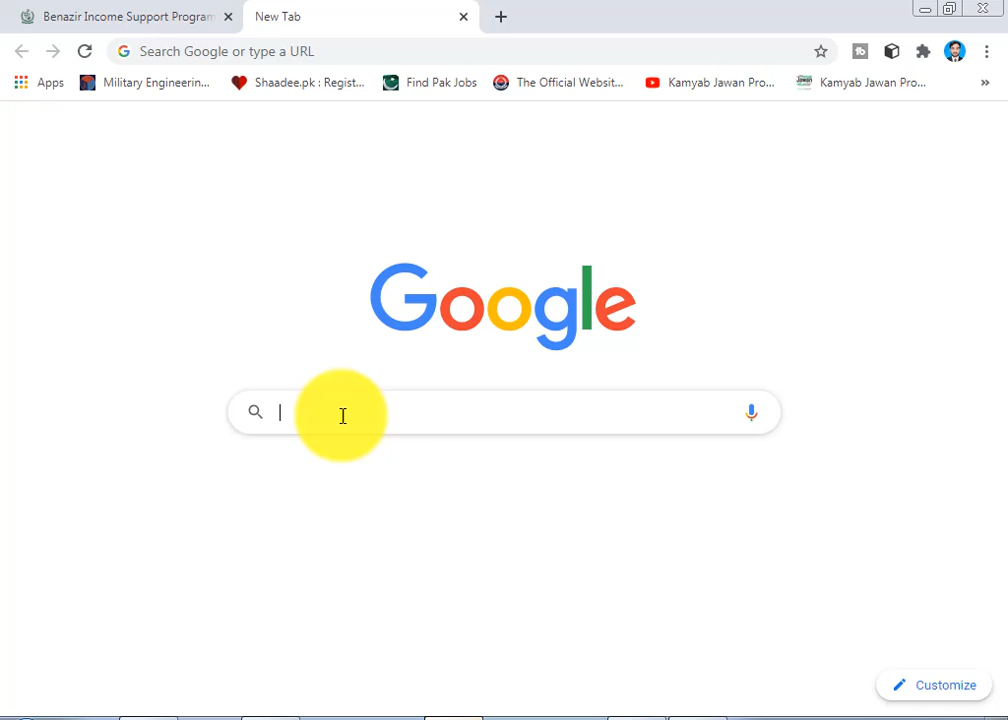 Benazir Income Support Program
New Tab
Search Google or type a URL
Apps
Military Engineerin...
Shaadee.pk : Regist...
Find Pak Jobs
The Official Websit...
Kamyab Jawan Pro...
Kamyab Jawan Pro...
»
Google
Customize